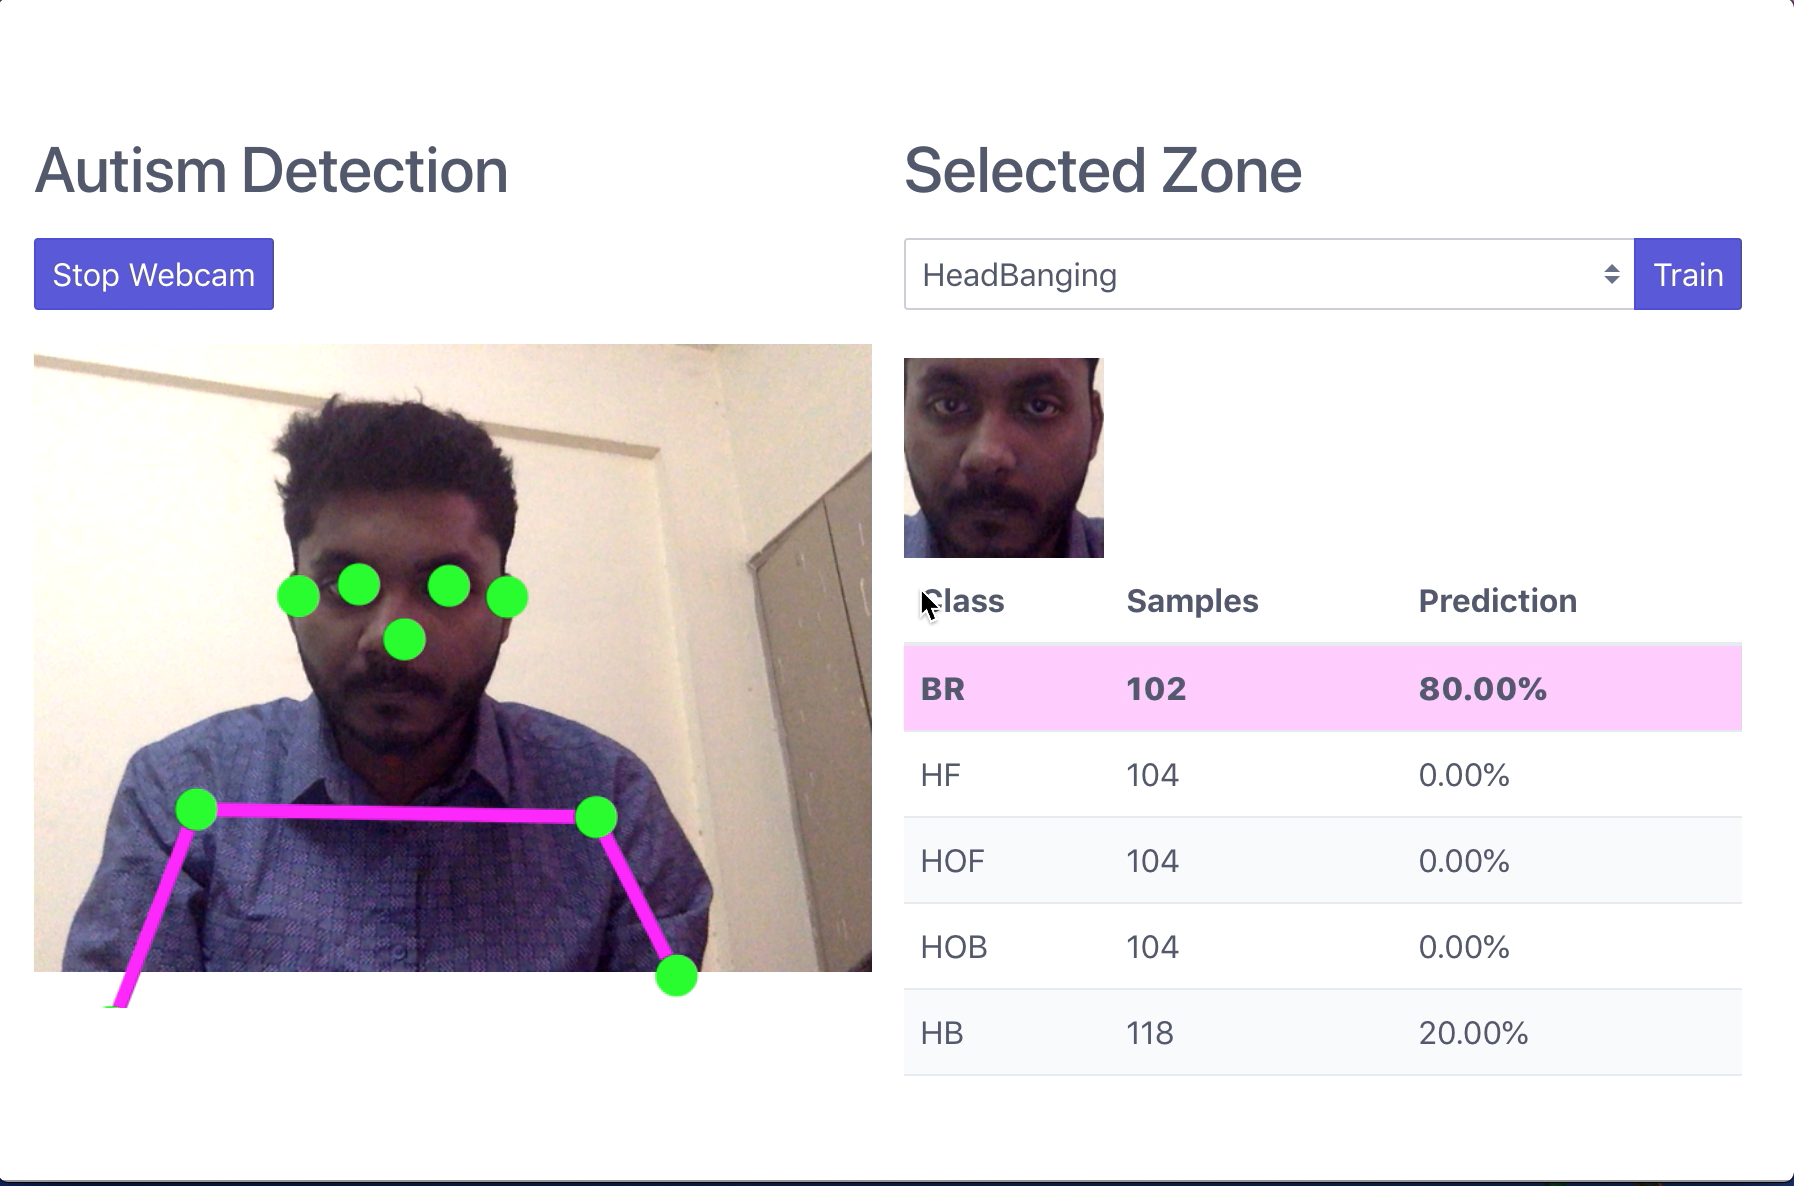 Autism Detection
Stop Webcam
Selected Zone
HeadBanging
Train
Class Samples Prediction
BR 102 80.00%
HF 104 0.00%
HOF 104 0.00%
HOB 104 0.00%
HB 118 20.00%